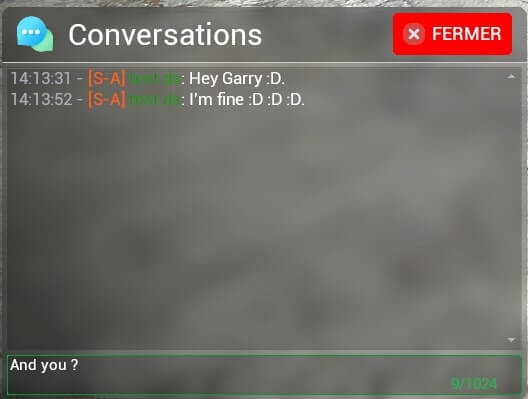 Conversations
FERMER
14:13:31 - [S-A] : Hey Garry :D.
14:13:52 - [S-A] : I'm fine :D :D :D.
And you ?
9/1024